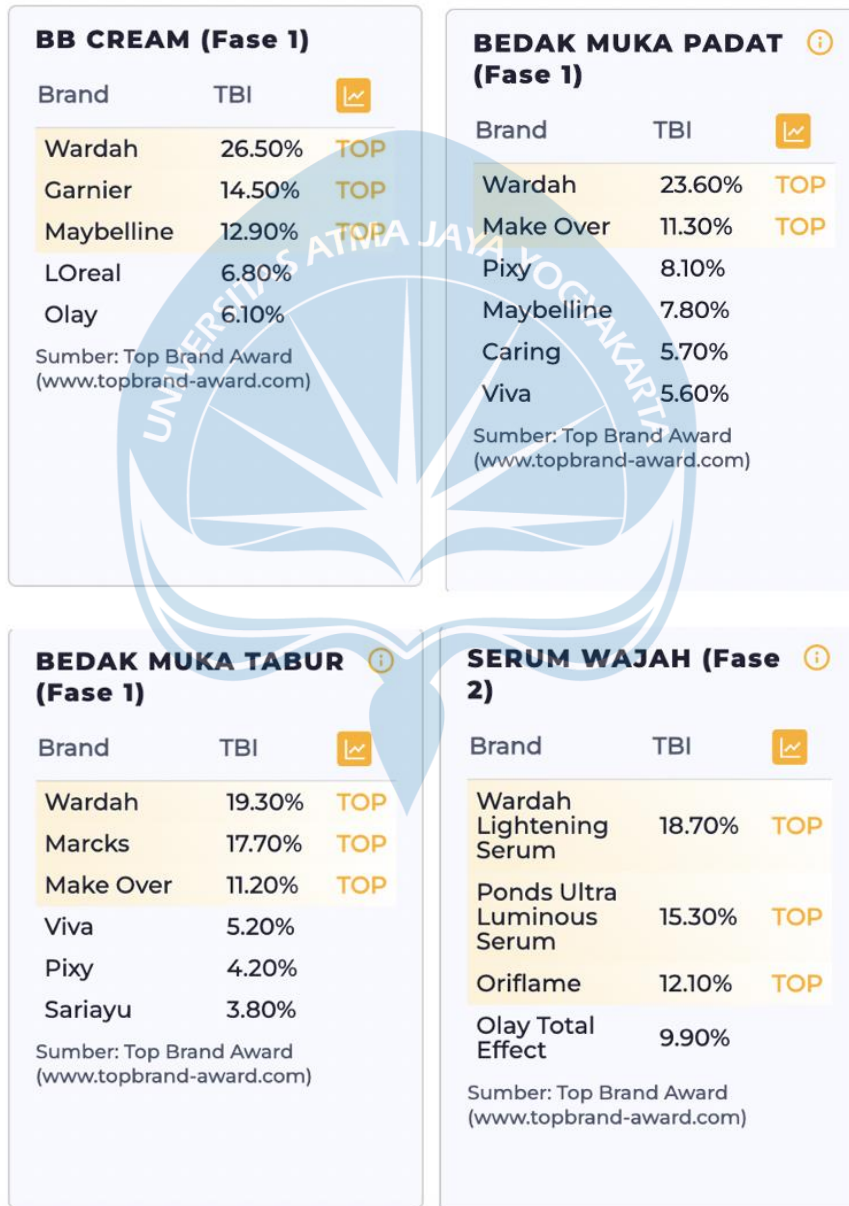 BB CREAM (Fase 1)
Brand TBI
Wardah 26.50% TOP
Garnier 14.50% TOP
Maybelline 12.90% TOP
LOreal 6.80%
Olay 6.10%
Sumber: Top Brand Award
(www.topbrand-award.com)
BEDAK MUKA PADAT
(Fase 1)
Brand TBI
Wardah 23.60% TOP
Make Over 11.30% TOP
Pixy 8.10%
Maybelline 7.80%
Caring 5.70%
Viva 5.60%
Sumber: Top Brand Award
(www.topbrand-award.com)
UNIVERSITAS ATMA JAYA YOGYAKARTA
BEDAK MUKA TABUR
(Fase 1)
Brand TBI
Wardah 19.30% TOP
Marcks 17.70% TOP
Make Over 11.20% TOP
Viva 5.20%
Pixy 4.20%
Sariayu 3.80%
Sumber: Top Brand Award
(www.topbrand-award.com)
SERUM WAJAH (Fase
2)
Brand TBI
Wardah
Lightening 18.70% TOP
Serum
Ponds Ultra
Luminous 15.30% TOP
Serum
Oriflame 12.10% TOP
Olay Total
Effect 9.90%
Sumber: Top Brand Award
(www.topbrand-award.com)